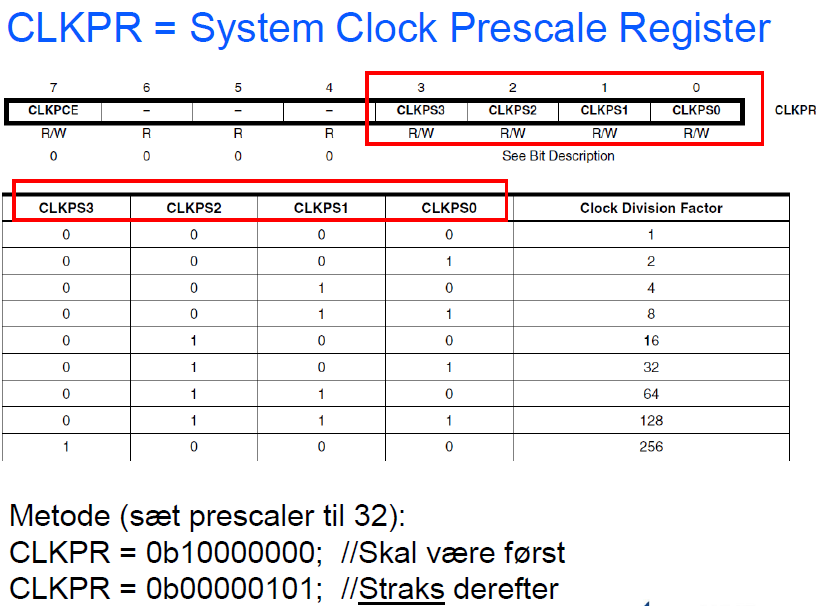 CLKPR = System Clock Prescale Register
7 6 5 4 3 2 1 0
CLKPCE – – – CLKPS3 CLKPS2 CLKPS1 CLKPS0 CLKPR
R/W R R R R/W R/W R/W R/W
0 0 0 0 See Bit Description
CLKPS3 CLKPS2 CLKPS1 CLKPS0 Clock Division Factor
0 0 0 0 1
0 0 0 1 2
0 0 1 0 4
0 0 1 1 8
0 1 0 0 16
0 1 0 1 32
0 1 1 0 64
0 1 1 1 128
1 0 0 0 256
Metode (sæt prescaler til 32):
CLKPR = 0b10000000; //Skal være først
CLKPR = 0b00000101; //Straks derefter